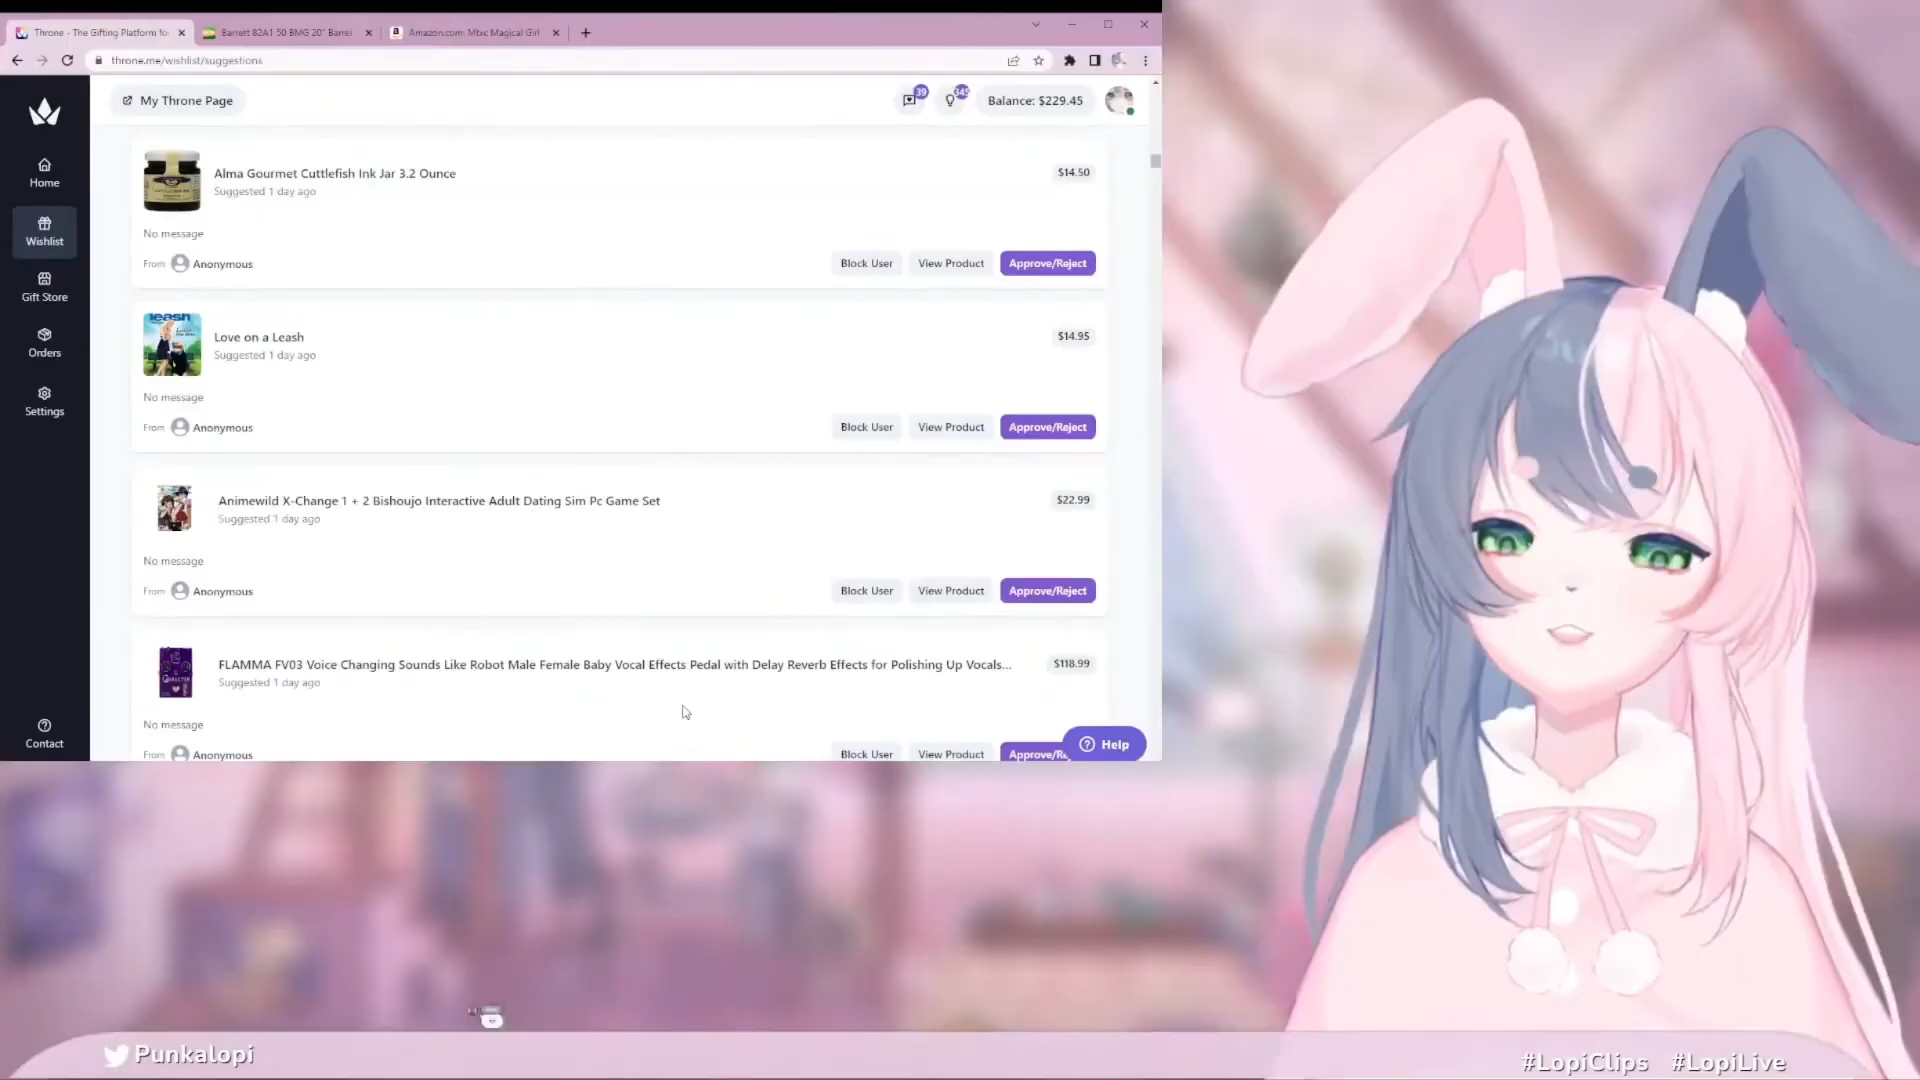 Throne - The Gifting Platform fo
Barrett 82A1 50 BMG 20" Barrel
Amazon.com: Mtxc Magical Girl
throne.me/wishlist/suggestions
My Throne Page
39
345
Balance: $229.45
Home
Wishlist
Gift Store
Orders
Settings
Contact
Alma Gourmet Cuttlefish Ink Jar 3.2 Ounce
$14.50
Suggested 1 day ago
No message
From Anonymous
Block User
View Product
Approve/Reject
leash
Love on a Leash
$14.95
Suggested 1 day ago
No message
From Anonymous
Block User
View Product
Approve/Reject
Animewild X-Change 1 + 2 Bishoujo Interactive Adult Dating Sim Pc Game Set
$22.99
Suggested 1 day ago
No message
From Anonymous
Block User
View Product
Approve/Reject
FLAMMA FV03 Voice Changing Sounds Like Robot Male Female Baby Vocal Effects Pedal with Delay Reverb Effects for Polishing Up Vocals...
$118.99
Suggested 1 day ago
No message
From Anonymous
Block User
View Product
Approve/Re
Help
Punkalopi
#LopiClips #LopiLive